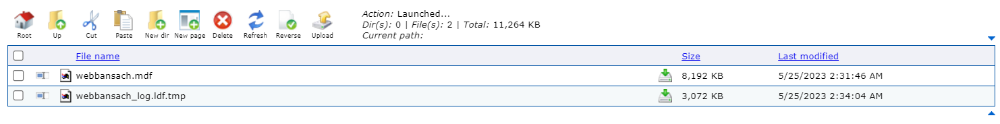 Root Up Cut Paste New dir New page Delete Refresh Reverse Upload
Action: Launched...
Dir(s): 0 | File(s): 2 | Total: 11,264 KB
Current path:
File name Size Last modified
webbansach.mdf 8,192 KB 5/25/2023 2:31:46 AM
webbansach_log.ldf.tmp 3,072 KB 5/25/2023 2:34:04 AM